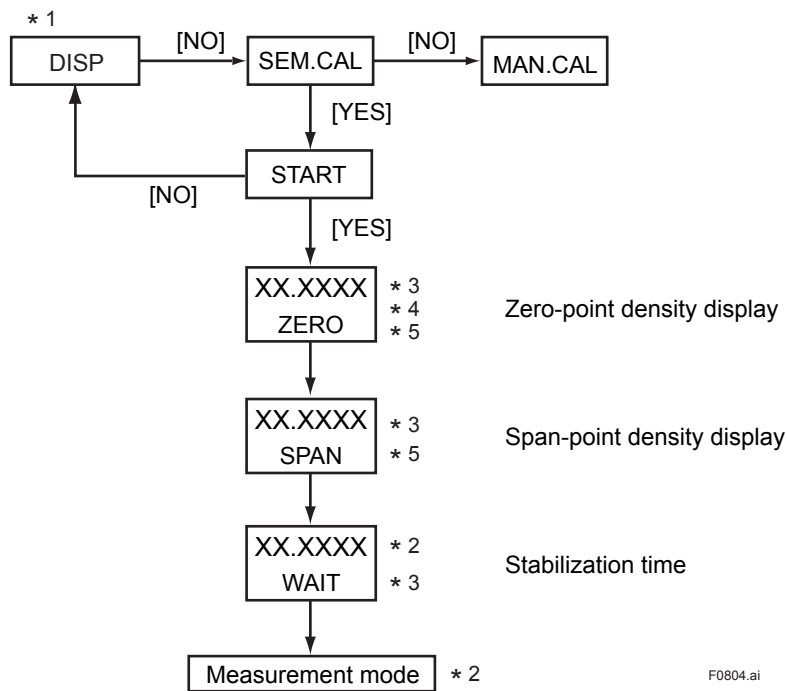 * 1
DISP
[NO]
SEM.CAL
[NO]
MAN.CAL
[YES]
START
[NO]
[YES]
XX.XXXX * 3
* 4
ZERO * 5
Zero-point density display
XX.XXXX * 3
SPAN * 5
Span-point density display
XX.XXXX * 2
WAIT * 3
Stabilization time
Measurement mode * 2
F0804.ai